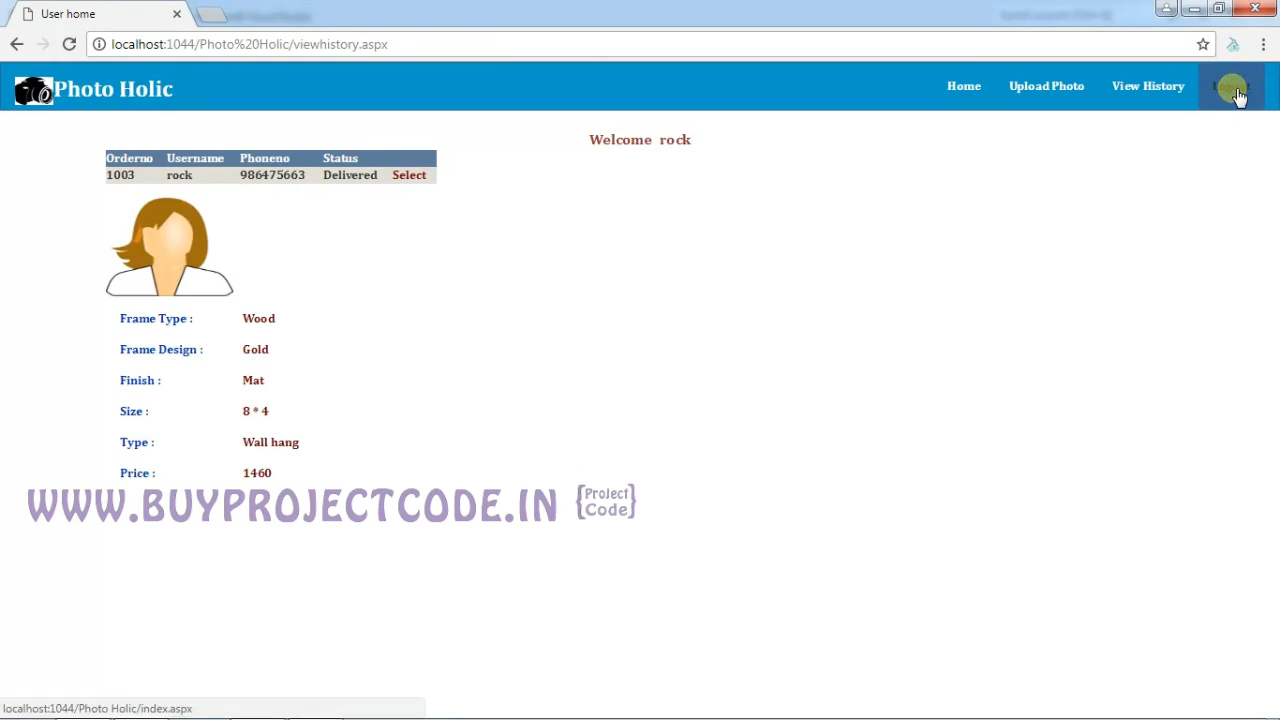 User home
localhost:1044/Photo%20Holic/viewhistory.aspx
Photo Holic
Home
Upload Photo
View History
Welcome rock
Orderno Username Phoneno Status
1003 rock 986475663 Delivered Select
Frame Type : Wood
Frame Design : Gold
Finish : Mat
Size : 8 * 4
Type : Wall hang
Price : 1460
WWW.BUYPROJECTCODE.IN {Project Code}
localhost:1044/Photo Holic/index.aspx